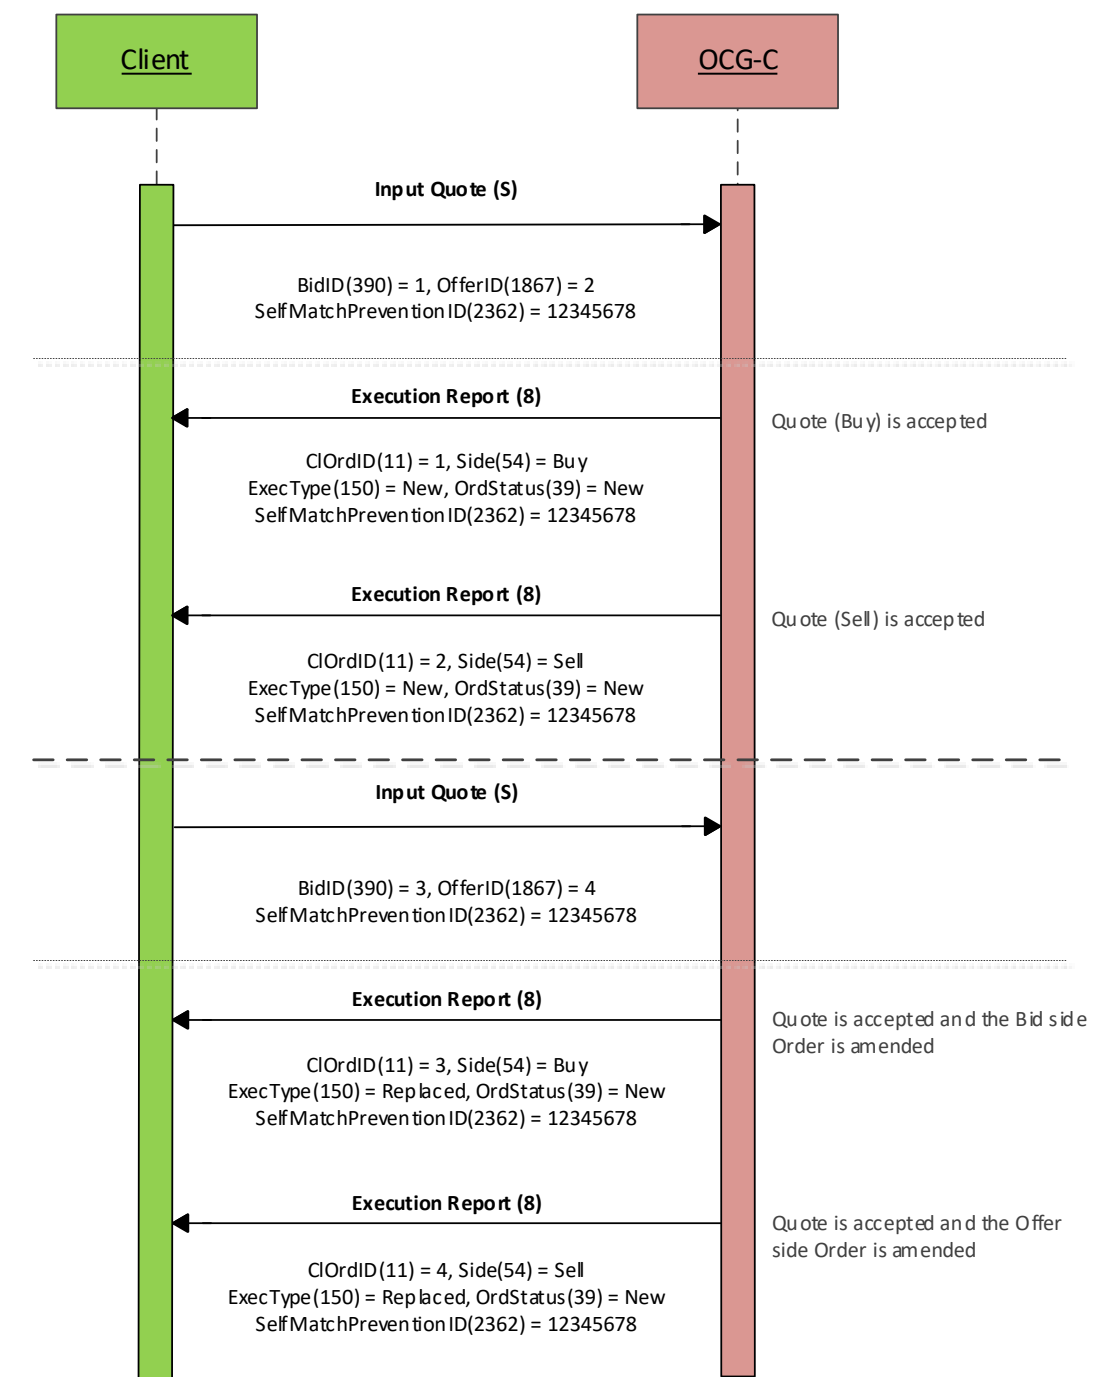 Client
OCG-C
Input Quote (S)
BidID(390) = 1, OfferID(1867) = 2
SelfMatchPreventionID(2362) = 12345678
Execution Report (8)
Quote (Buy) is accepted
ClOrdID(11) = 1, Side(54) = Buy
ExecType(150) = New, OrdStatus(39) = New
SelfMatchPreventionID(2362) = 12345678
Execution Report (8)
Quote (Sell) is accepted
ClOrdID(11) = 2, Side(54) = Sell
ExecType(150) = New, OrdStatus(39) = New
SelfMatchPreventionID(2362) = 12345678
Input Quote (S)
BidID(390) = 3, OfferID(1867) = 4
SelfMatchPreventionID(2362) = 12345678
Execution Report (8)
Quote is accepted and the Bid side
Order is amended
ClOrdID(11) = 3, Side(54) = Buy
ExecType(150) = Replaced, OrdStatus(39) = New
SelfMatchPreventionID(2362) = 12345678
Execution Report (8)
Quote is accepted and the Offer
side Order is amended
ClOrdID(11) = 4, Side(54) = Sell
ExecType(150) = Replaced, OrdStatus(39) = New
SelfMatchPreventionID(2362) = 12345678